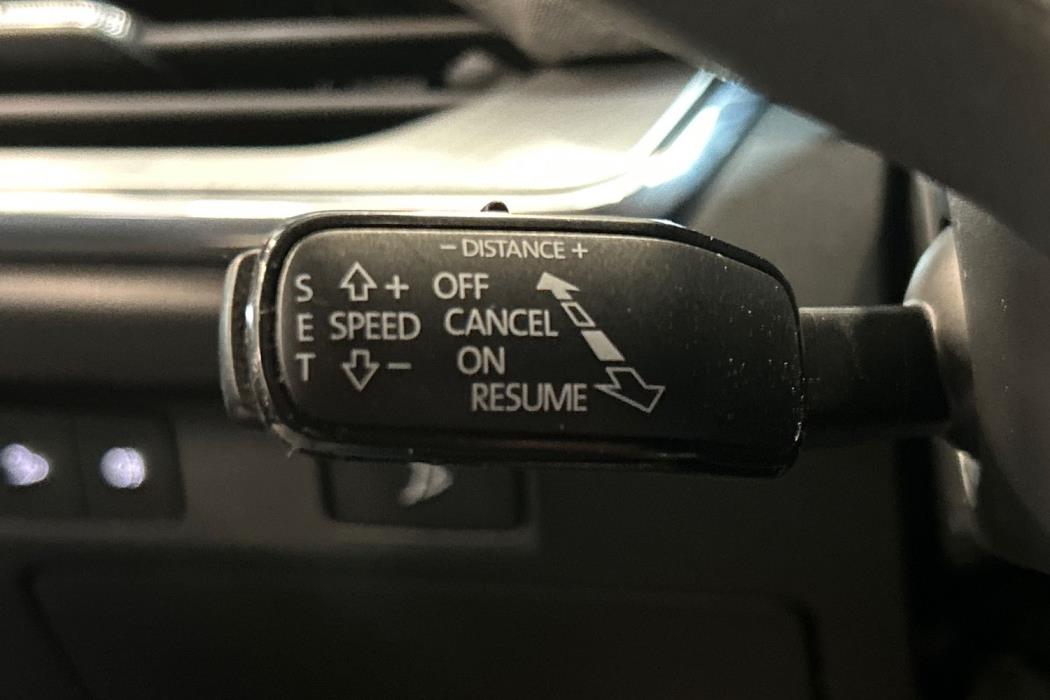 − DISTANCE +
S + OFF
E SPEED CANCEL
T − ON
RESUME